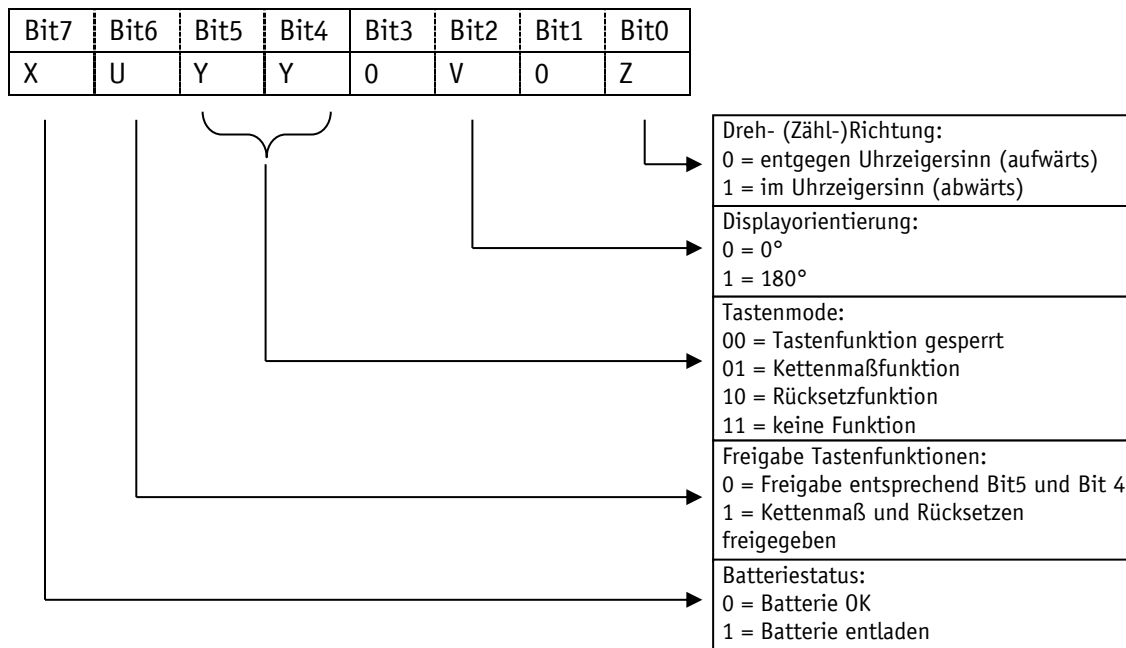 Bit7 Bit6 Bit5 Bit4 Bit3 Bit2 Bit1 Bit0
X U Y Y 0 V 0 Z
Dreh- (Zähl-)Richtung:
0 = entgegen Uhrzeigersinn (aufwärts)
1 = im Uhrzeigersinn (abwärts)
Displayorientierung:
0 = 0°
1 = 180°
Tastenmode:
00 = Tastenfunktion gesperrt
01 = Kettenmaßfunktion
10 = Rücksetzfunktion
11 = keine Funktion
Freigabe Tastenfunktionen:
0 = Freigabe entsprechend Bit5 und Bit 4
1 = Kettenmaß und Rücksetzen
freigegeben
Batteriestatus:
0 = Batterie OK
1 = Batterie entladen